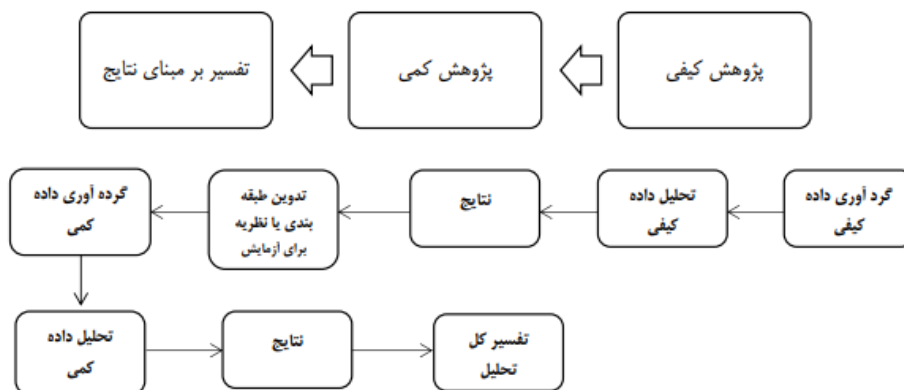 پژوهش کیفی
پژوهش کمی
تفسیر بر مبنای نتایج
گرد آوری داده
کیفی
تحلیل داده
کیفی
نتایج
تدوین طبقه
بندی یا نظریه
برای آزمایش
گرده آوری داده
کمی
تحلیل داده
کمی
نتایج
تفسیر کل
تحلیل